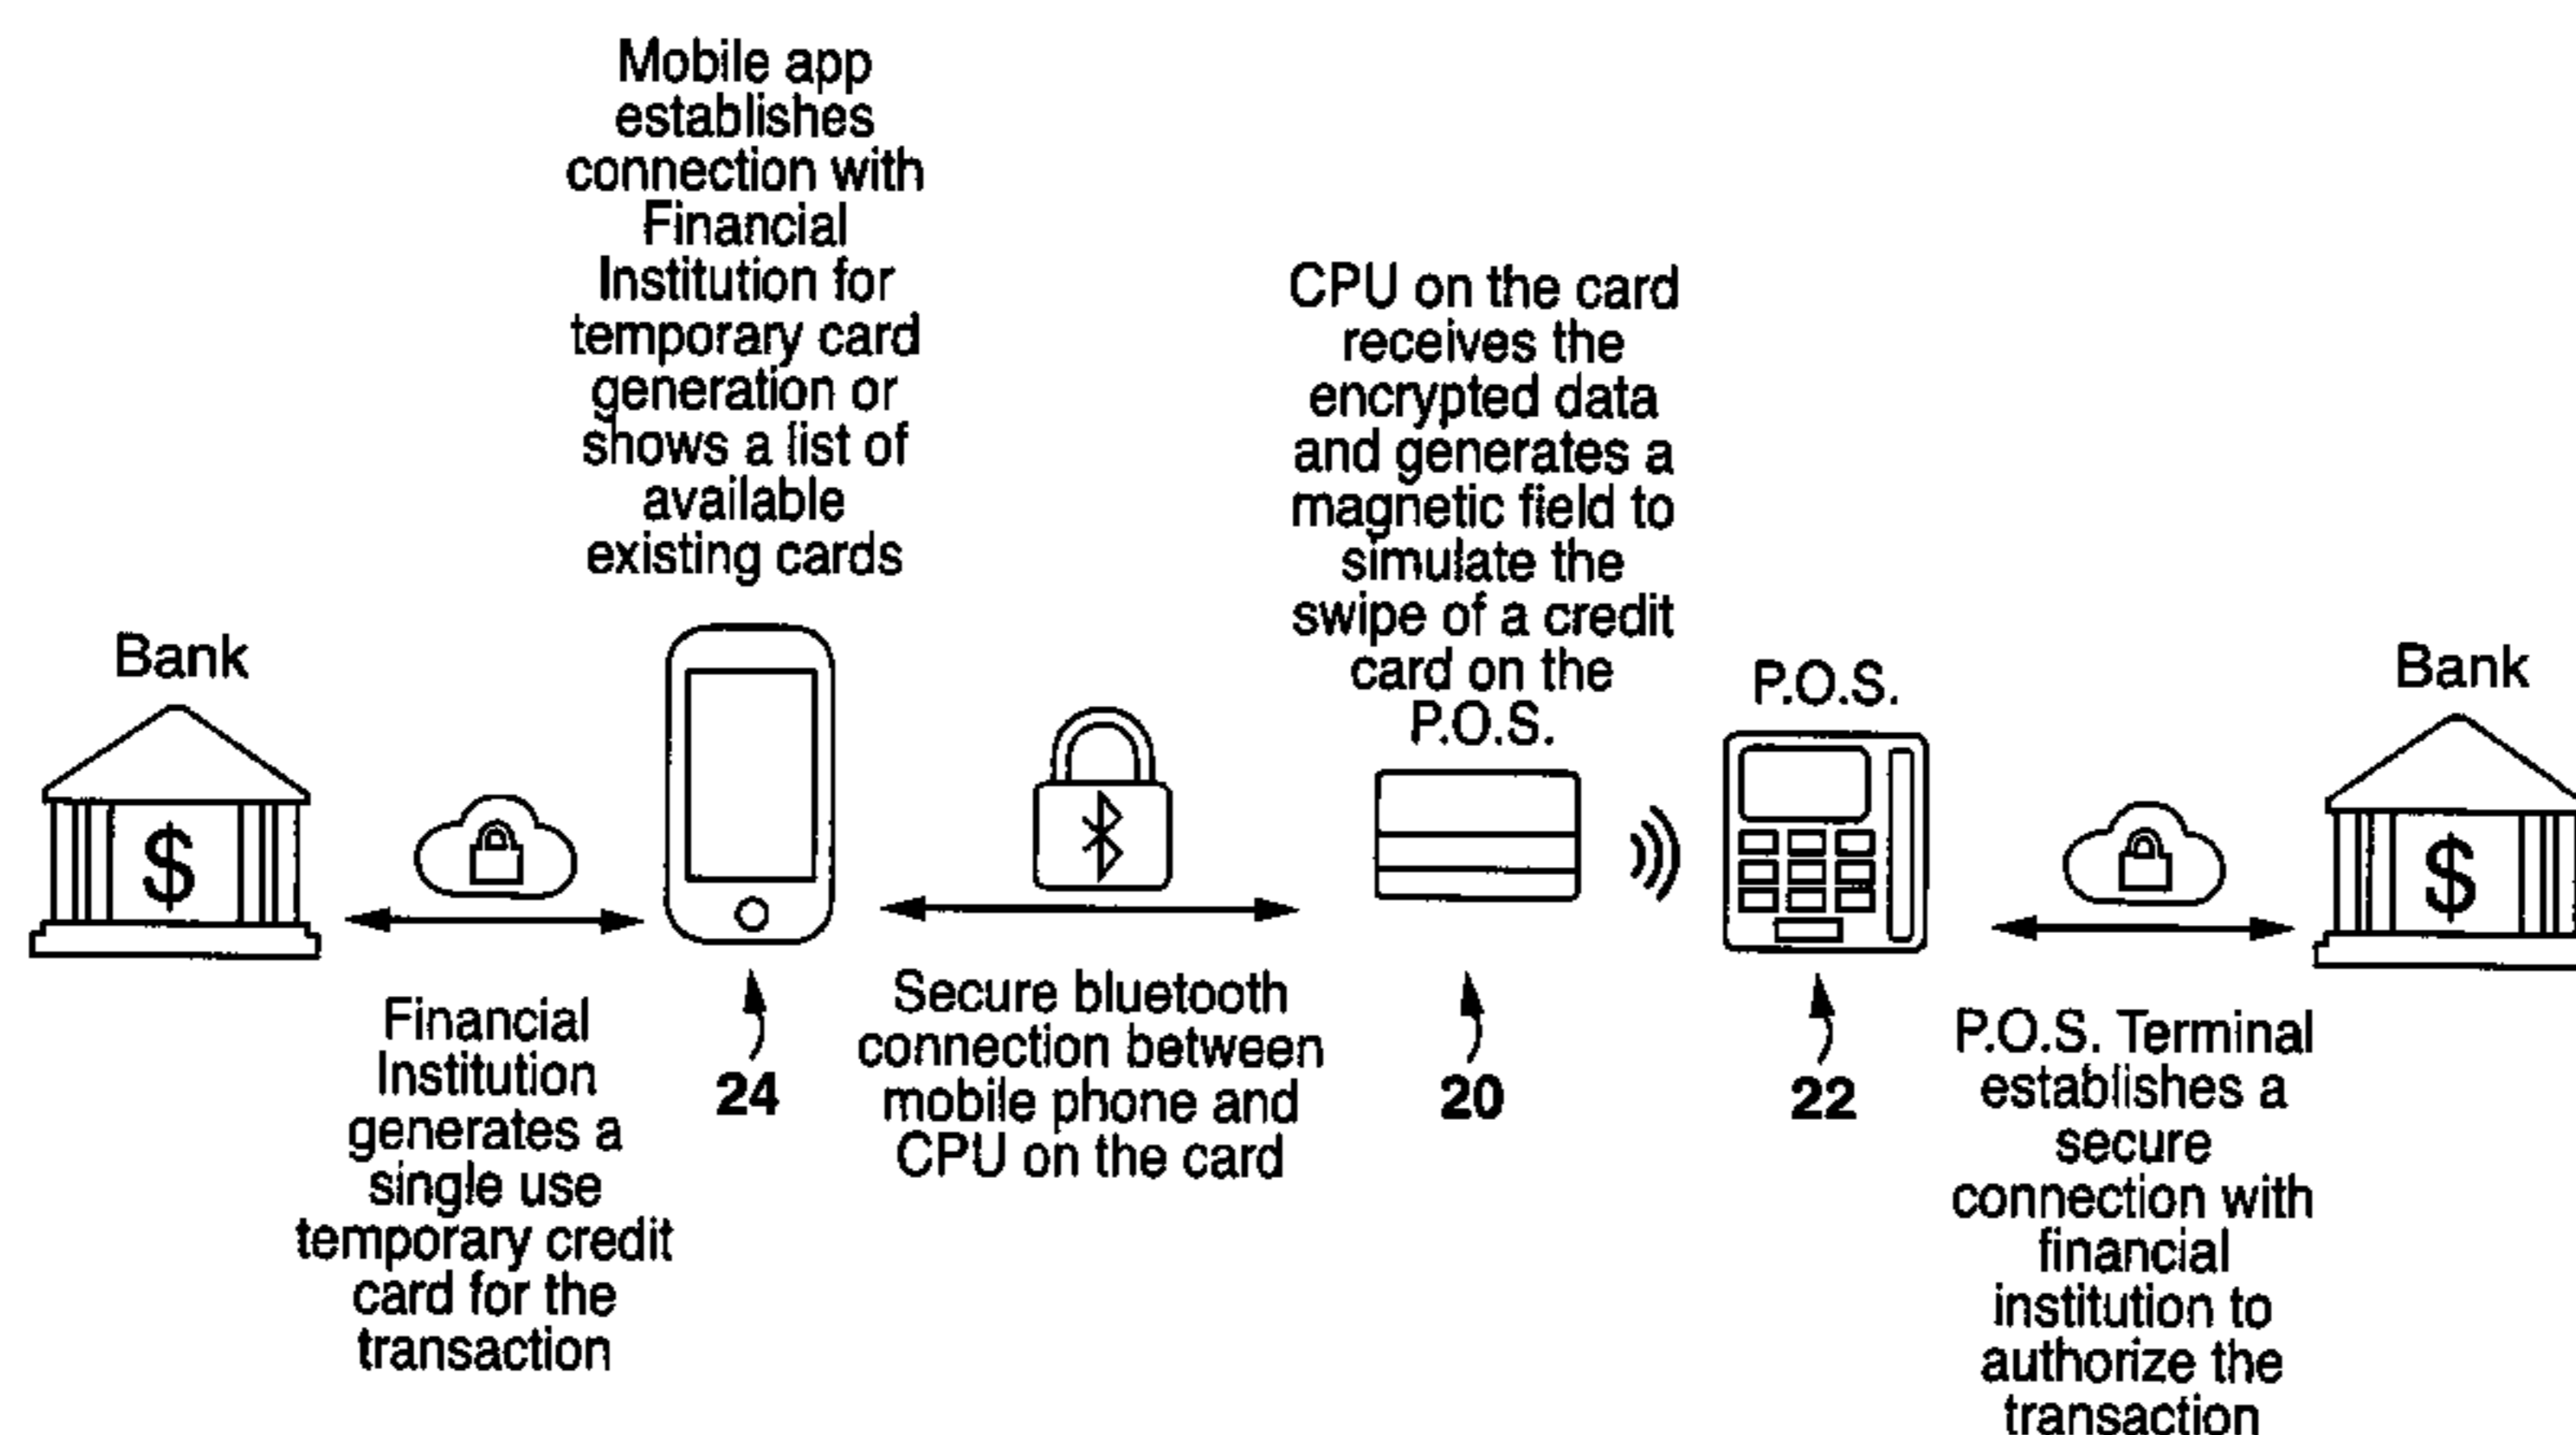 Mobile app
establishes
connection with
Financial
Institution for
temporary card
generation or
shows a list of
available
existing cards
CPU on the card
receives the
encrypted data
and generates a
magnetic field to
simulate the
swipe of a credit
card on the
P.O.S.
Bank
P.O.S.
Bank
$
$
Financial
Institution
generates a
single use
temporary credit
card for the
transaction
24
Secure bluetooth
connection between
mobile phone and
CPU on the card
20
22
P.O.S. Terminal
establishes a
secure
connection with
financial
institution to
authorize the
transaction